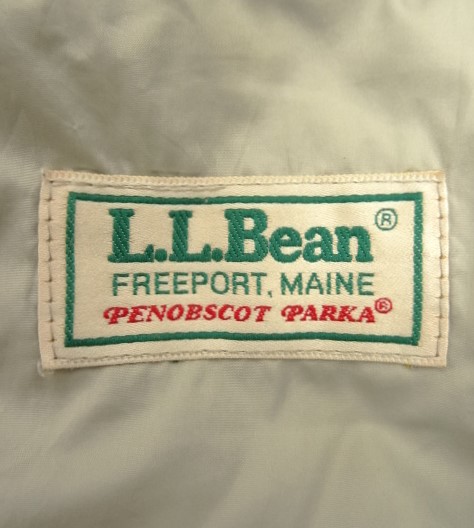 L.L.Bean®
FREEPORT, MAINE
PENOBSCOT PARKA®